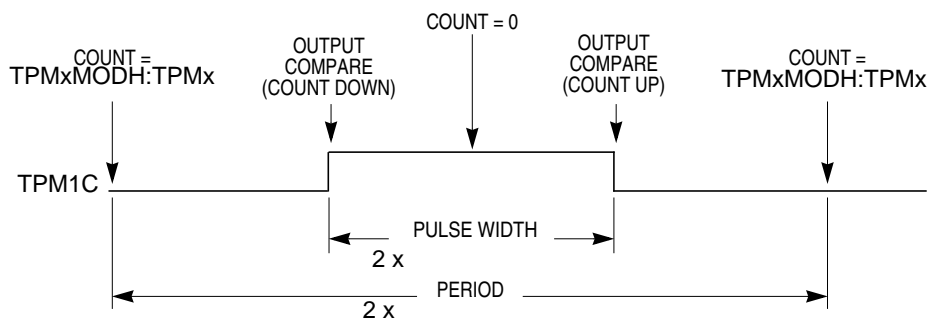 COUNT = 0
COUNT =
TPMxMODH:TPMx
OUTPUT
COMPARE
(COUNT DOWN)
OUTPUT
COMPARE
(COUNT UP)
COUNT =
TPMxMODH:TPMx
TPM1C
PULSE WIDTH
2 x
PERIOD
2 x